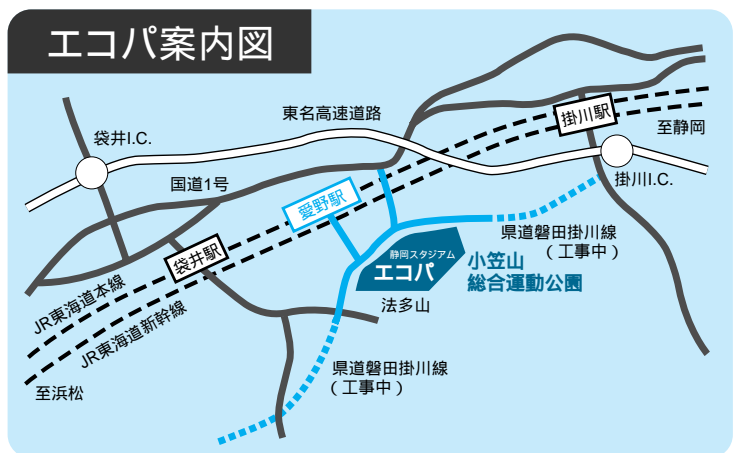 エコパ案内図
東名高速道路
掛川駅
至静岡
袋井I.C.
国道1号
掛川I.C.
愛野駅
県道磐田掛川線
（工事中）
静岡スタジアム
エコパ
小笠山
総合運動公園
袋井駅
法多山
JR東海道本線
JR東海道新幹線
至浜松
県道磐田掛川線
（工事中）